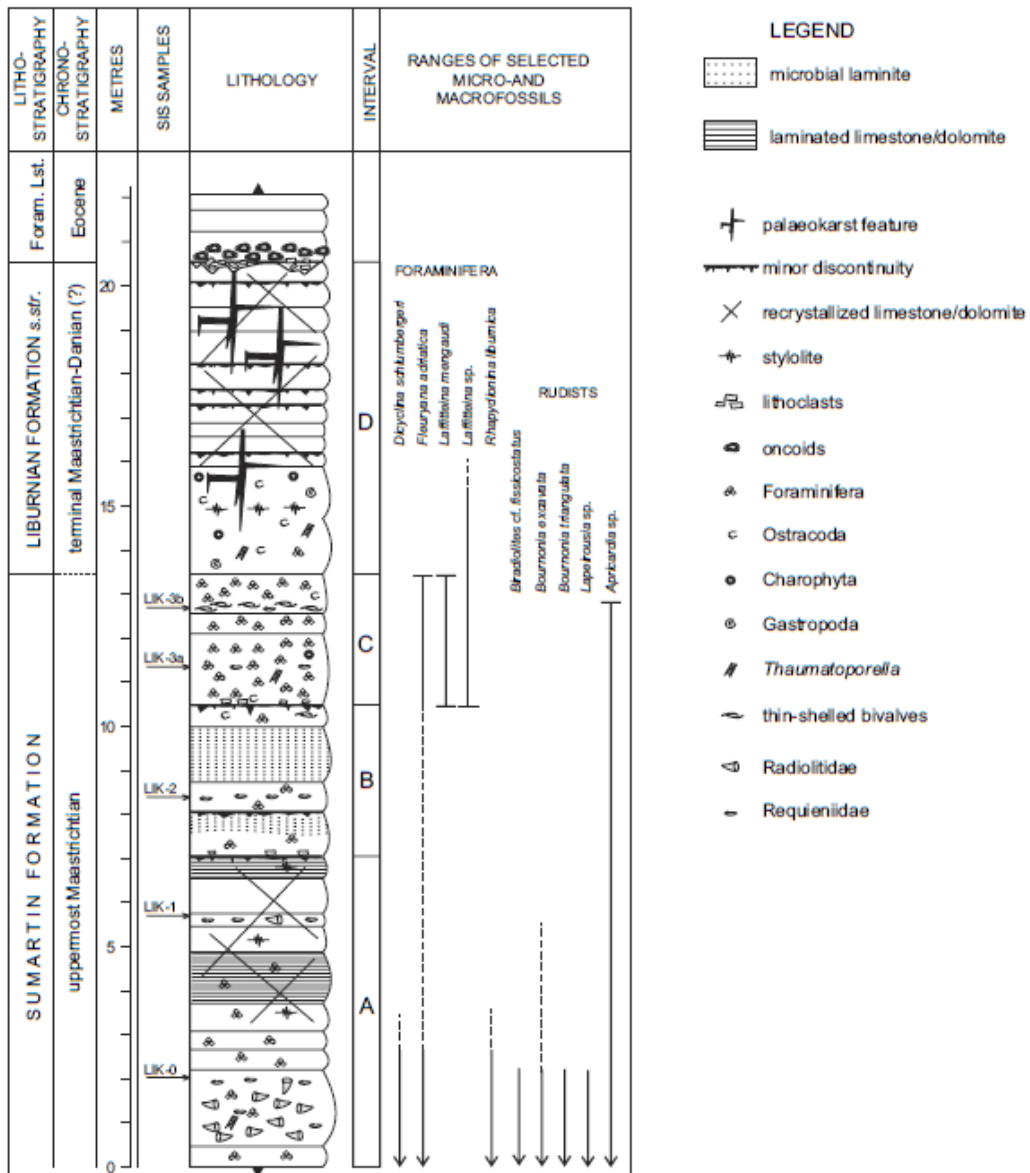 LITHO-
STRATIGRAPHY
CHRONO-
STRATIGRAPHY
METRES
SIS SAMPLES
LITHOLOGY
INTERVAL
RANGES OF SELECTED
MICRO-AND
MACROFOSSILS
Foram. Lst.
LIBURNIAN FORMATION s.str.
SUMARTIN FORMATION
Eocene
terminal Maastrichtian-Danian (?)
uppermost Maastrichtian
20
15
10
5
0
LIK-3b
LIK-3a
LIK-2
LIK-1
LIK-0
D
C
B
A
FORAMINIFERA
Dicyclina schlumbergeri
Fleuryana adriatica
Laffitteina mengaudi
Laffitteina sp.
Rhapydionina liburnica
RUDISTS
Biradiolites cf. fissicostatus
Bournonia excavata
Bournonia triangulata
Lapeirousia sp.
Apricardia sp.
LEGEND
microbial laminite
laminated limestone/dolomite
palaeokarst feature
minor discontinuity
recrystallized limestone/dolomite
stylolite
lithoclasts
oncoids
Foraminifera
Ostracoda
Charophyta
Gastropoda
Thaumatoporella
thin-shelled bivalves
Radiolitidae
Requieniidae